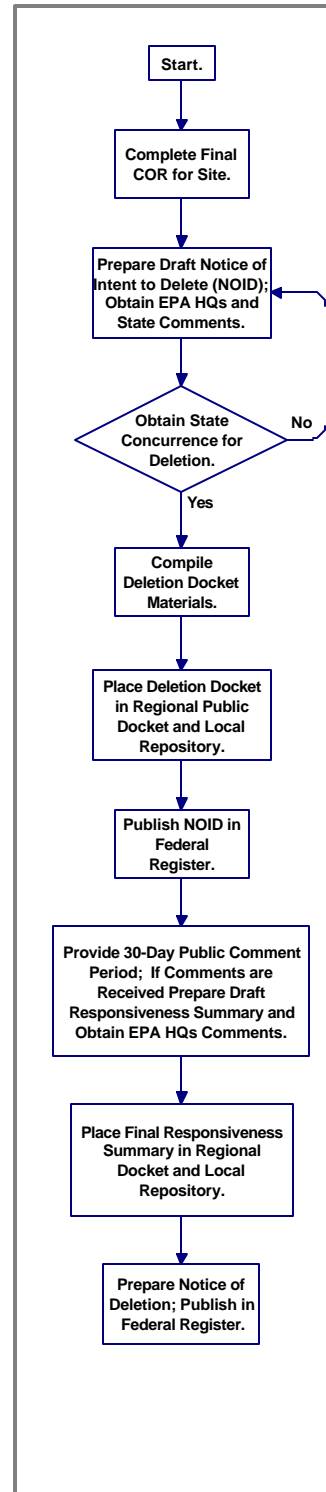 Start.
Complete Final
COR for Site.
Prepare Draft Notice of
Intent to Delete (NOID);
Obtain EPA HQs and
State Comments.
Obtain State
Concurrence for
Deletion.
No
Yes
Compile
Deletion Docket
Materials.
Place Deletion Docket
in Regional Public
Docket and Local
Repository.
Publish NOID in
Federal
Register.
Provide 30-Day Public Comment
Period;  If Comments are
Received Prepare Draft
Responsiveness Summary and
Obtain EPA HQs Comments.
Place Final Responsiveness
Summary in Regional
Docket and Local
Repository.
Prepare Notice of
Deletion; Publish in
Federal Register.